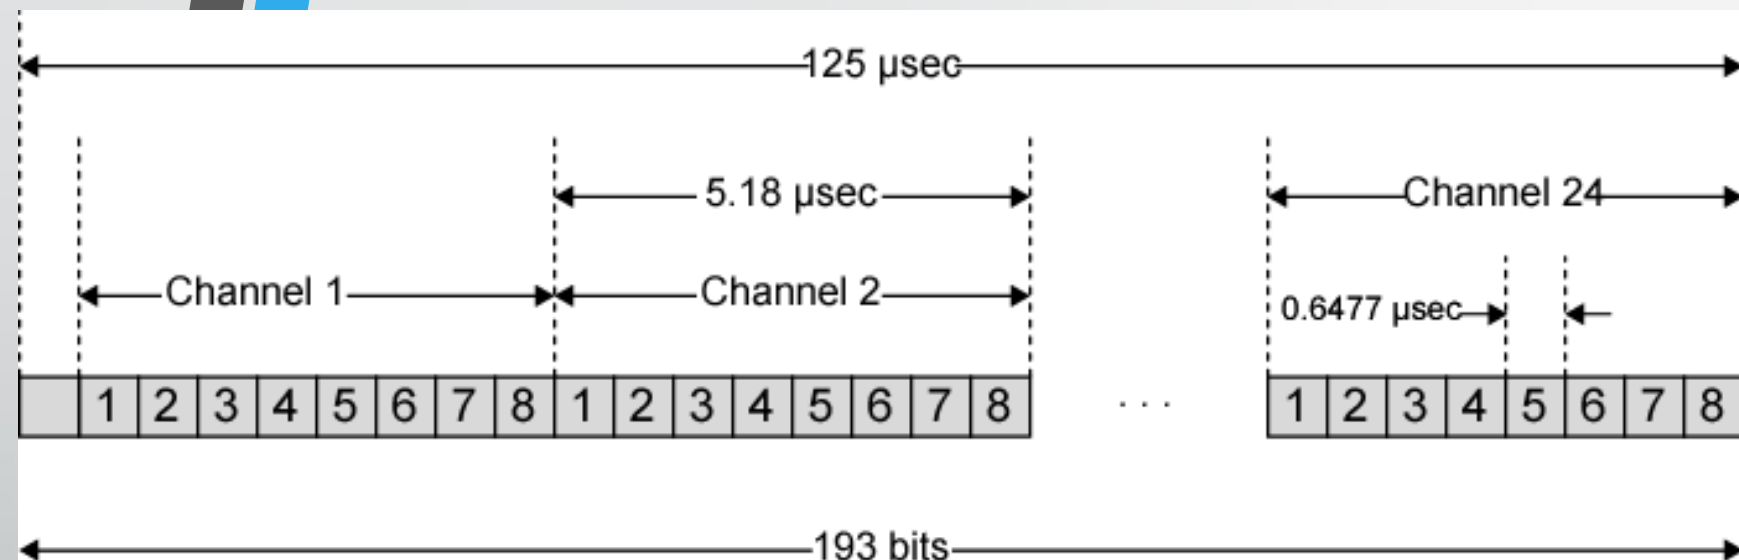 125 µsec
5.18 µsec Channel 24
Channel 1 Channel 2 0.6477 µsec
1 2 3 4 5 6 7 8 1 2 3 4 5 6 7 8 . . . 1 2 3 4 5 6 7 8
193 bits